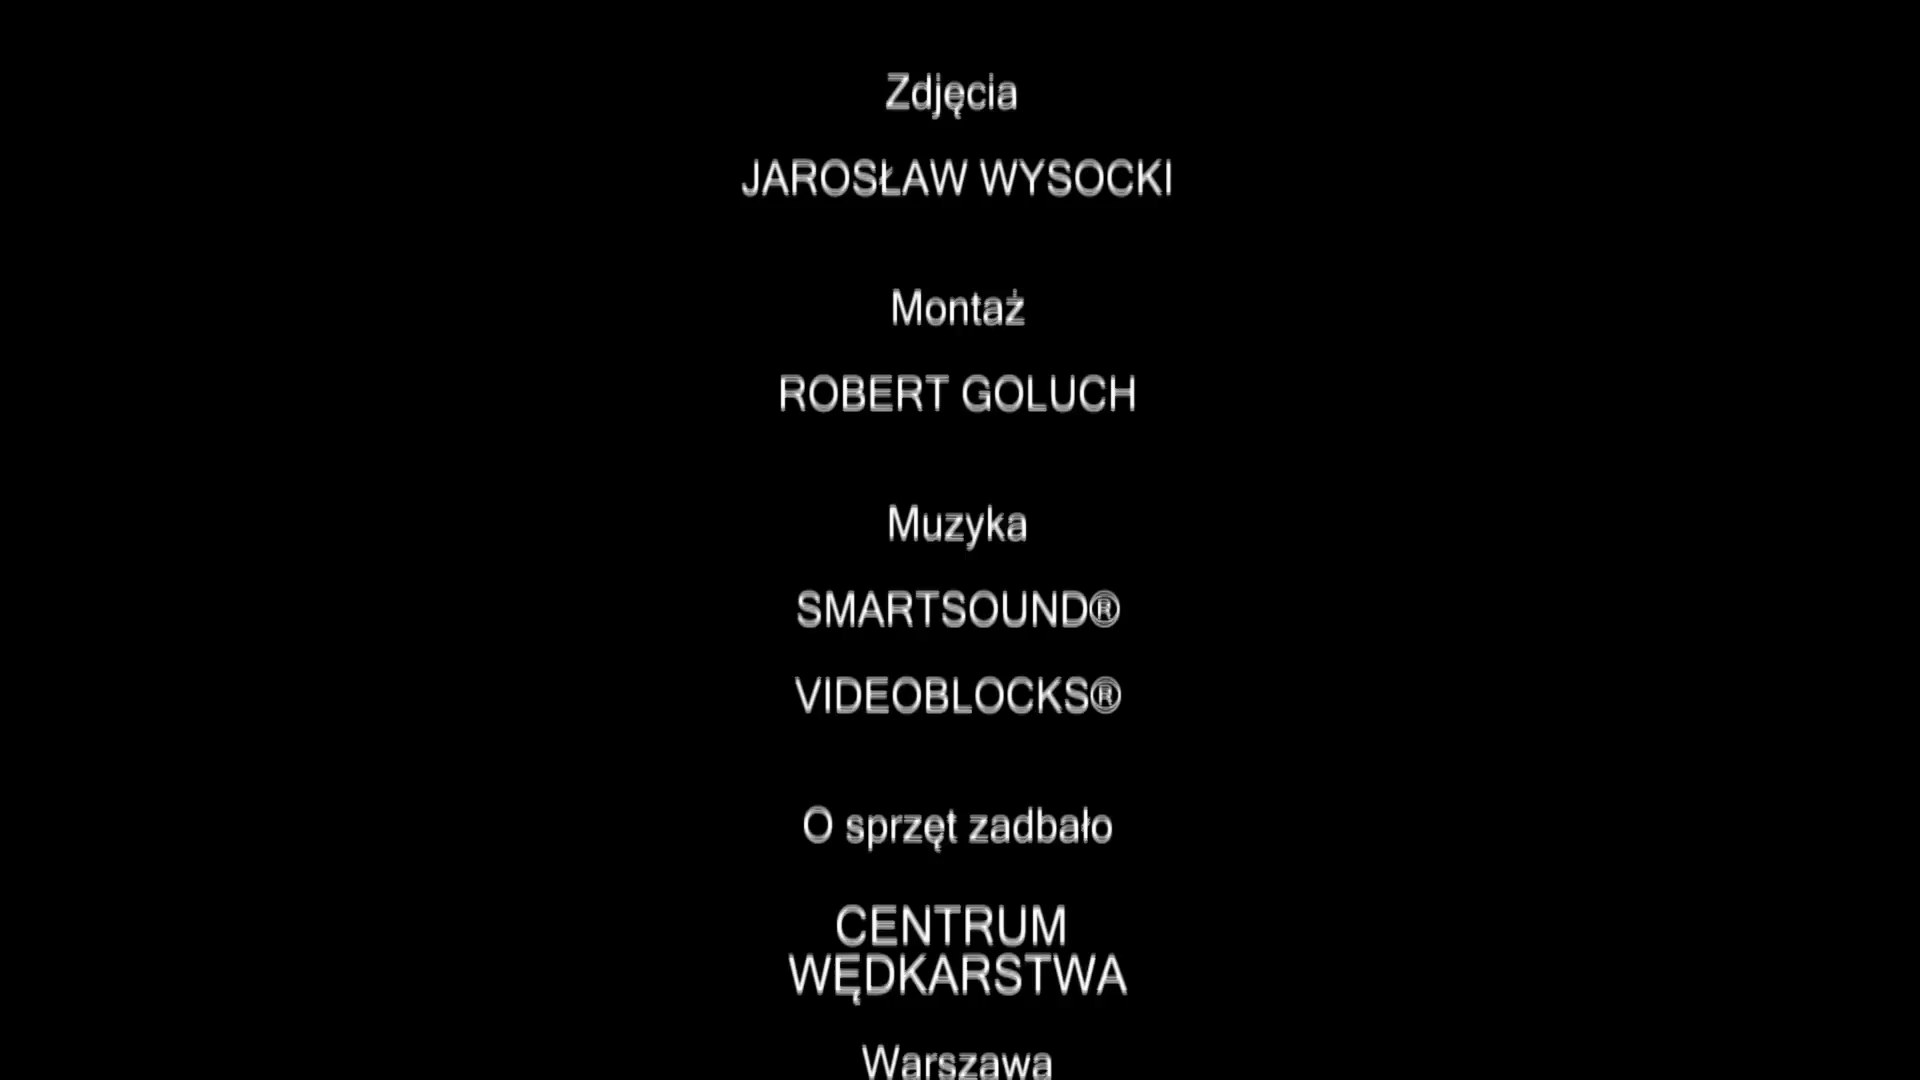 Zdjęcia
JAROSŁAW WYSOCKI
Montaż
ROBERT GOLUCH
Muzyka
SMARTSOUND®
VIDEOBLOCKS®
O sprzęt zadbało
CENTRUM
WĘDKARSTWA
Warszawa